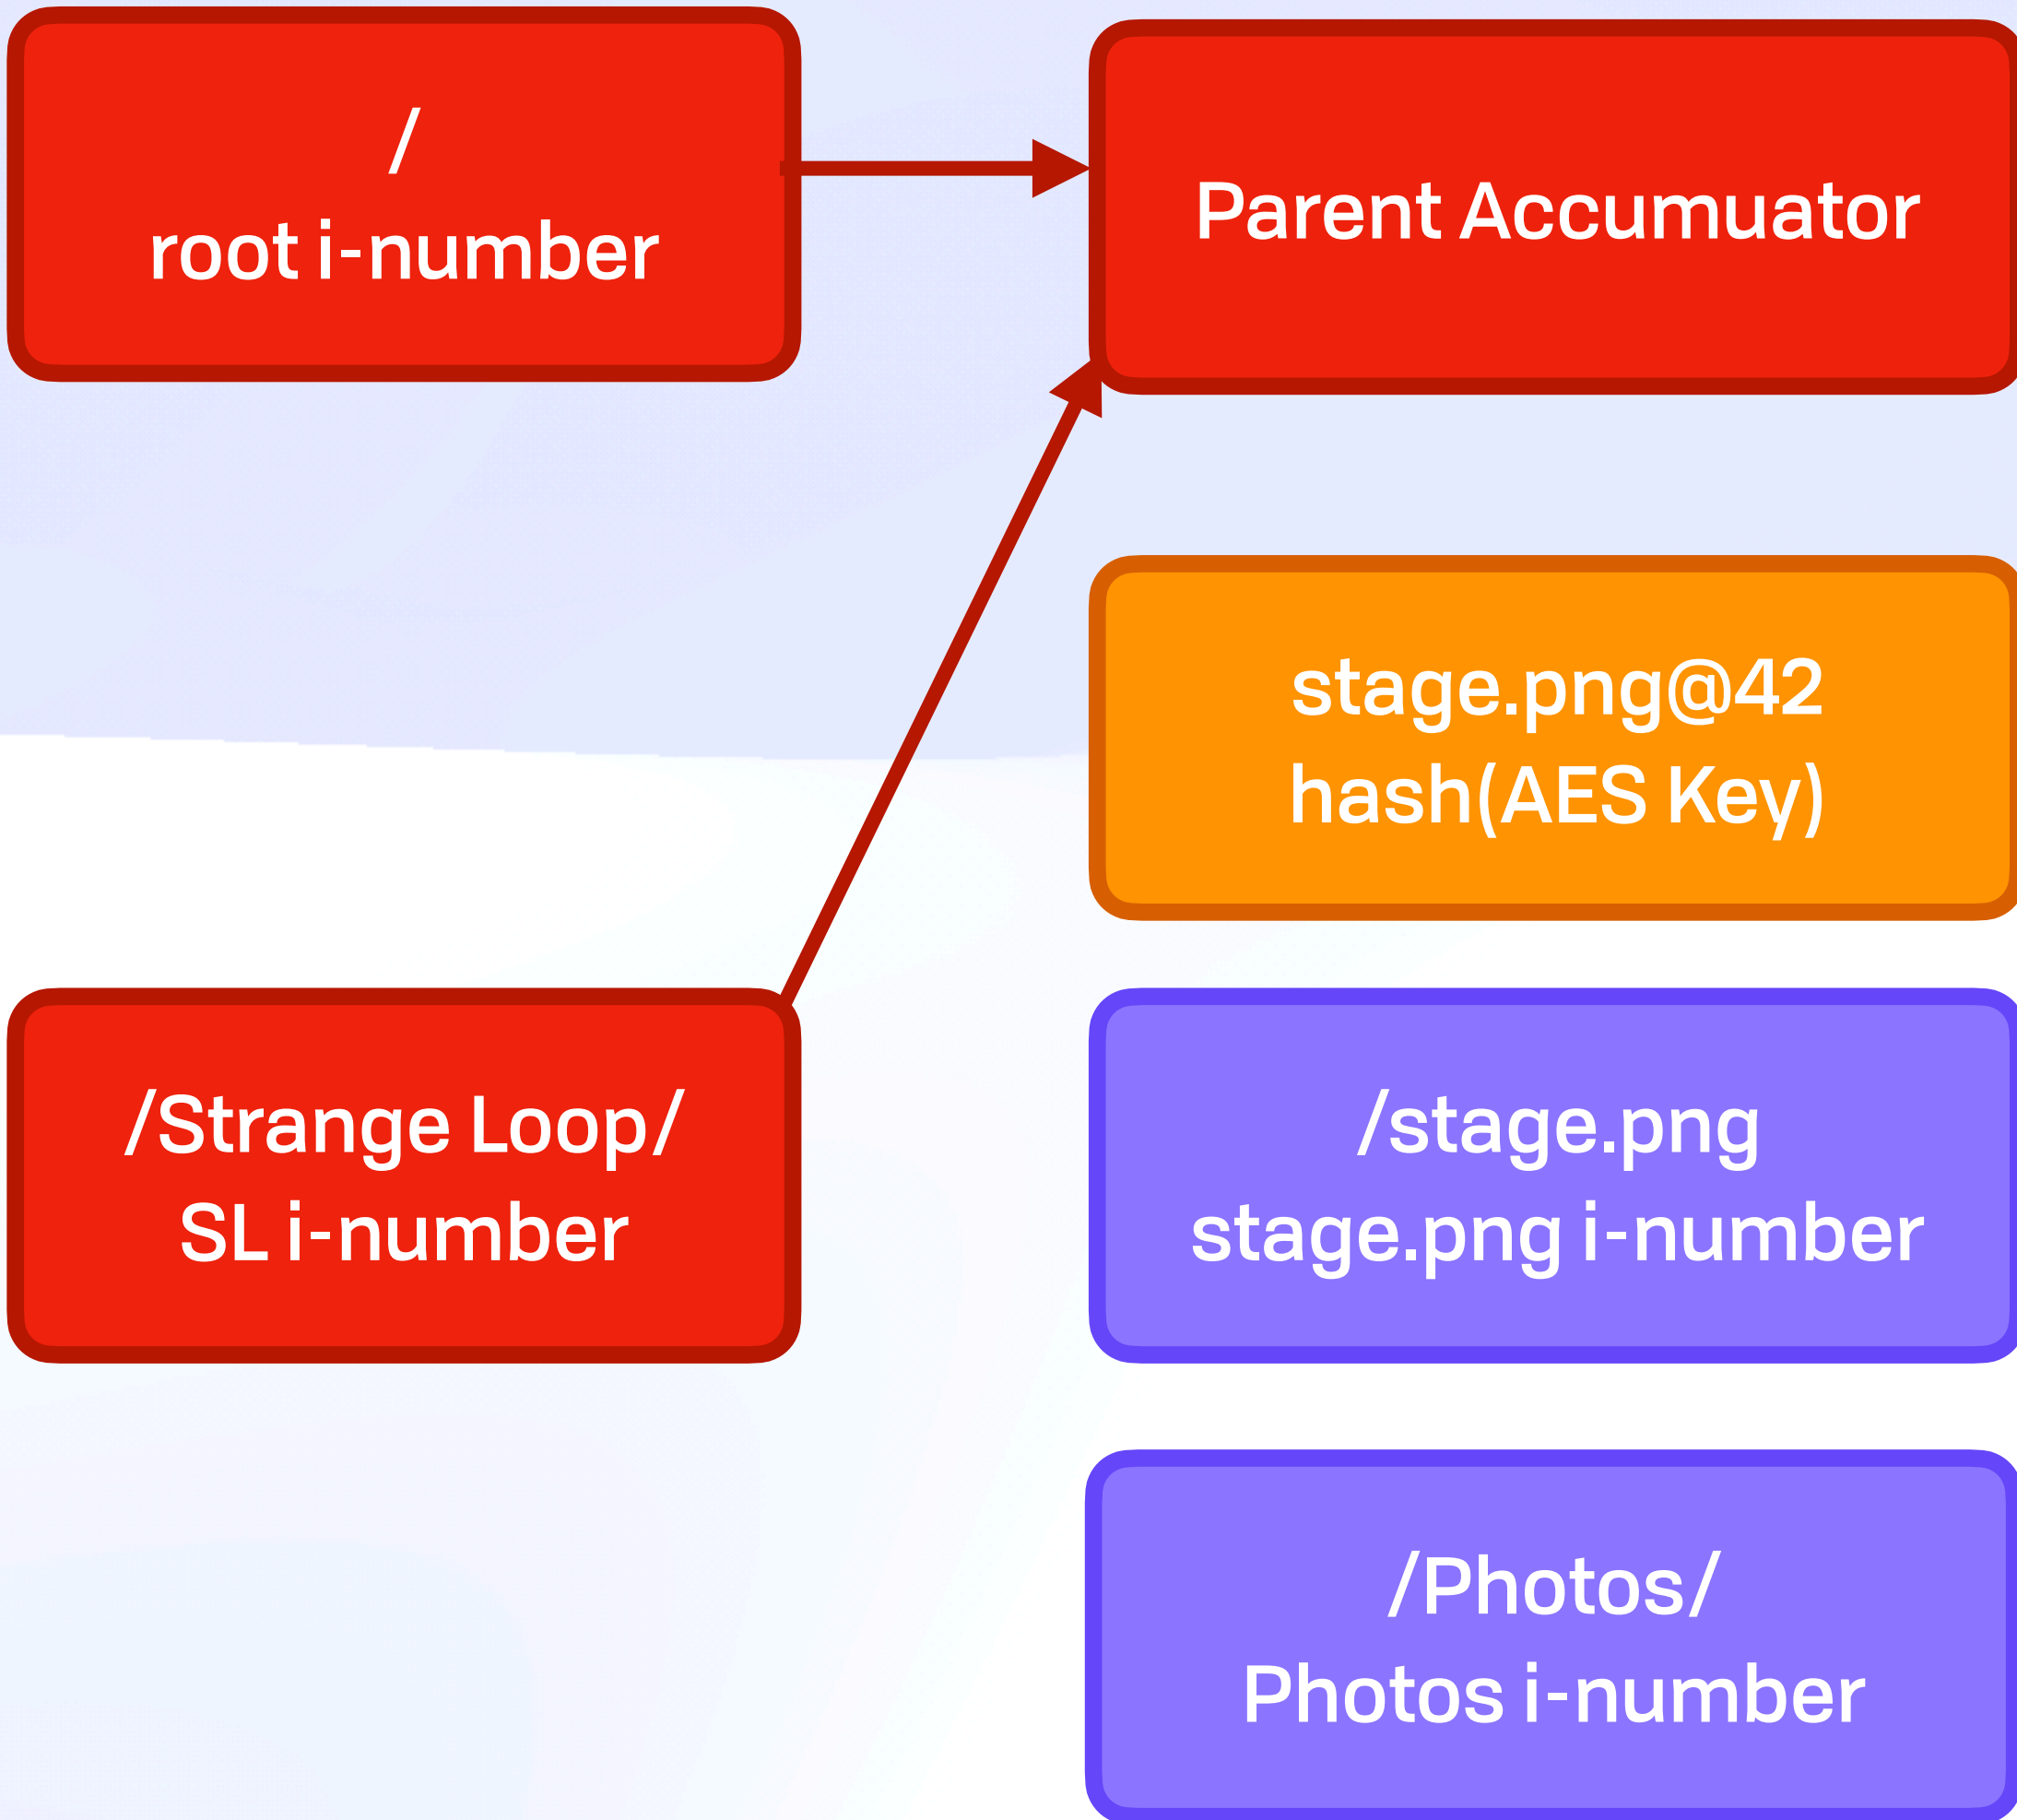 /
root i-number
Parent Accumuator
stage.png@42
hash(AES Key)
/Strange Loop/
SL i-number
/stage.png
stage.png i-number
/Photos/
Photos i-number